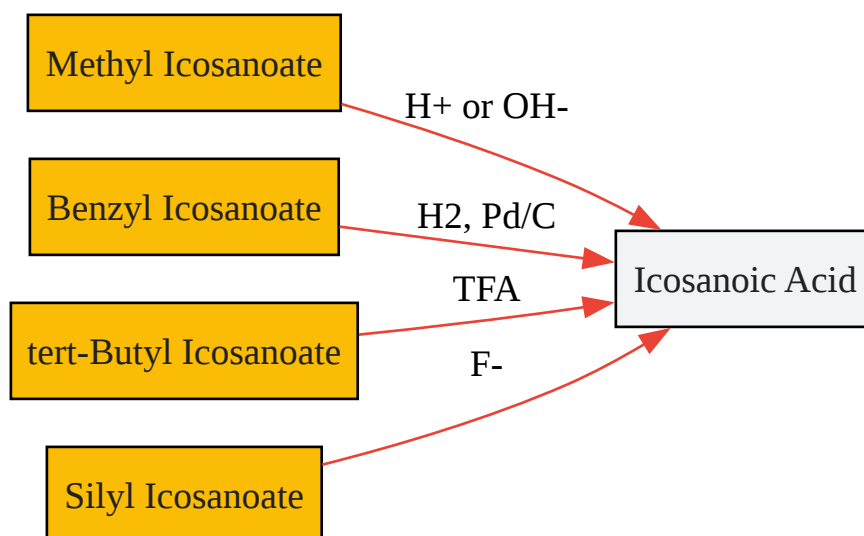 Methyl Icosanoate
H+ or OH-
Benzyl Icosanoate
H2, Pd/C
Icosanoic Acid
TFA
tert-Butyl Icosanoate
F-
Silyl Icosanoate